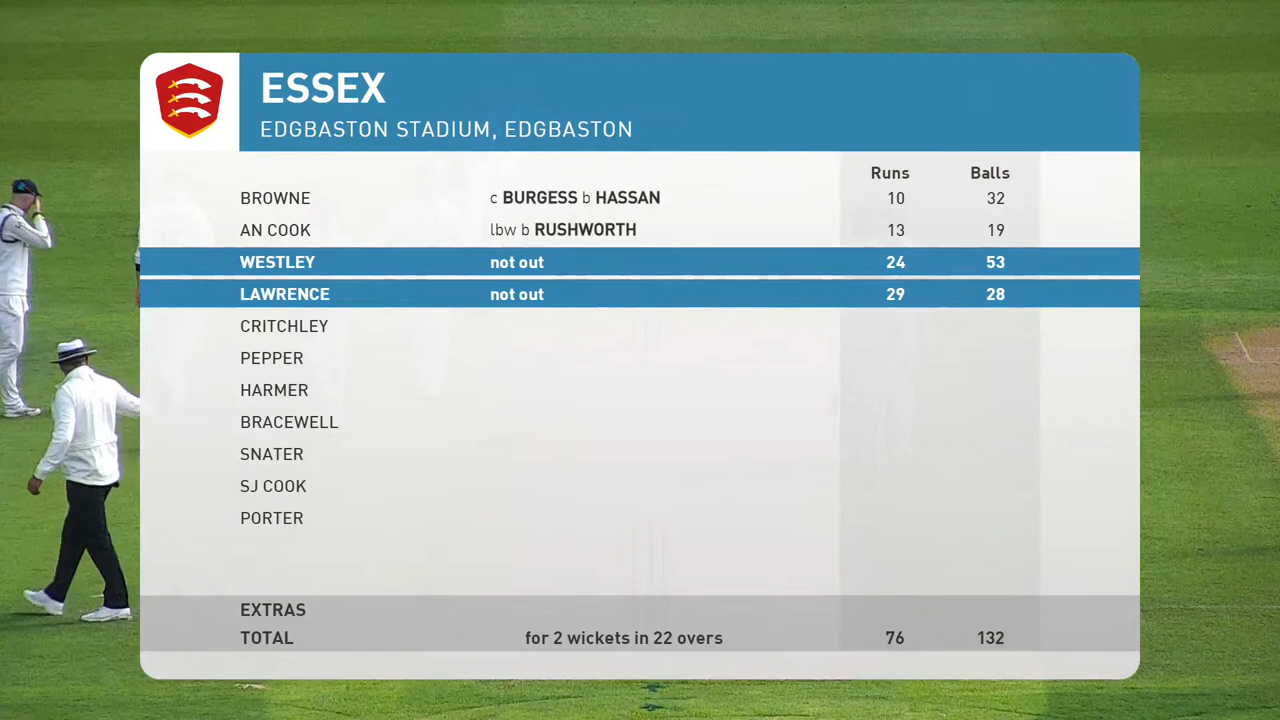 ESSEX
EDGBASTON STADIUM, EDGBASTON
Runs Balls
BROWNE c BURGESS b HASSAN 10 32
AN COOK lbw b RUSHWORTH 13 19
WESTLEY not out 24 53
LAWRENCE not out 29 28
CRITCHLEY
PEPPER
HARMER
BRACEWELL
SNATER
SJ COOK
PORTER
EXTRAS
TOTAL for 2 wickets in 22 overs 76 132